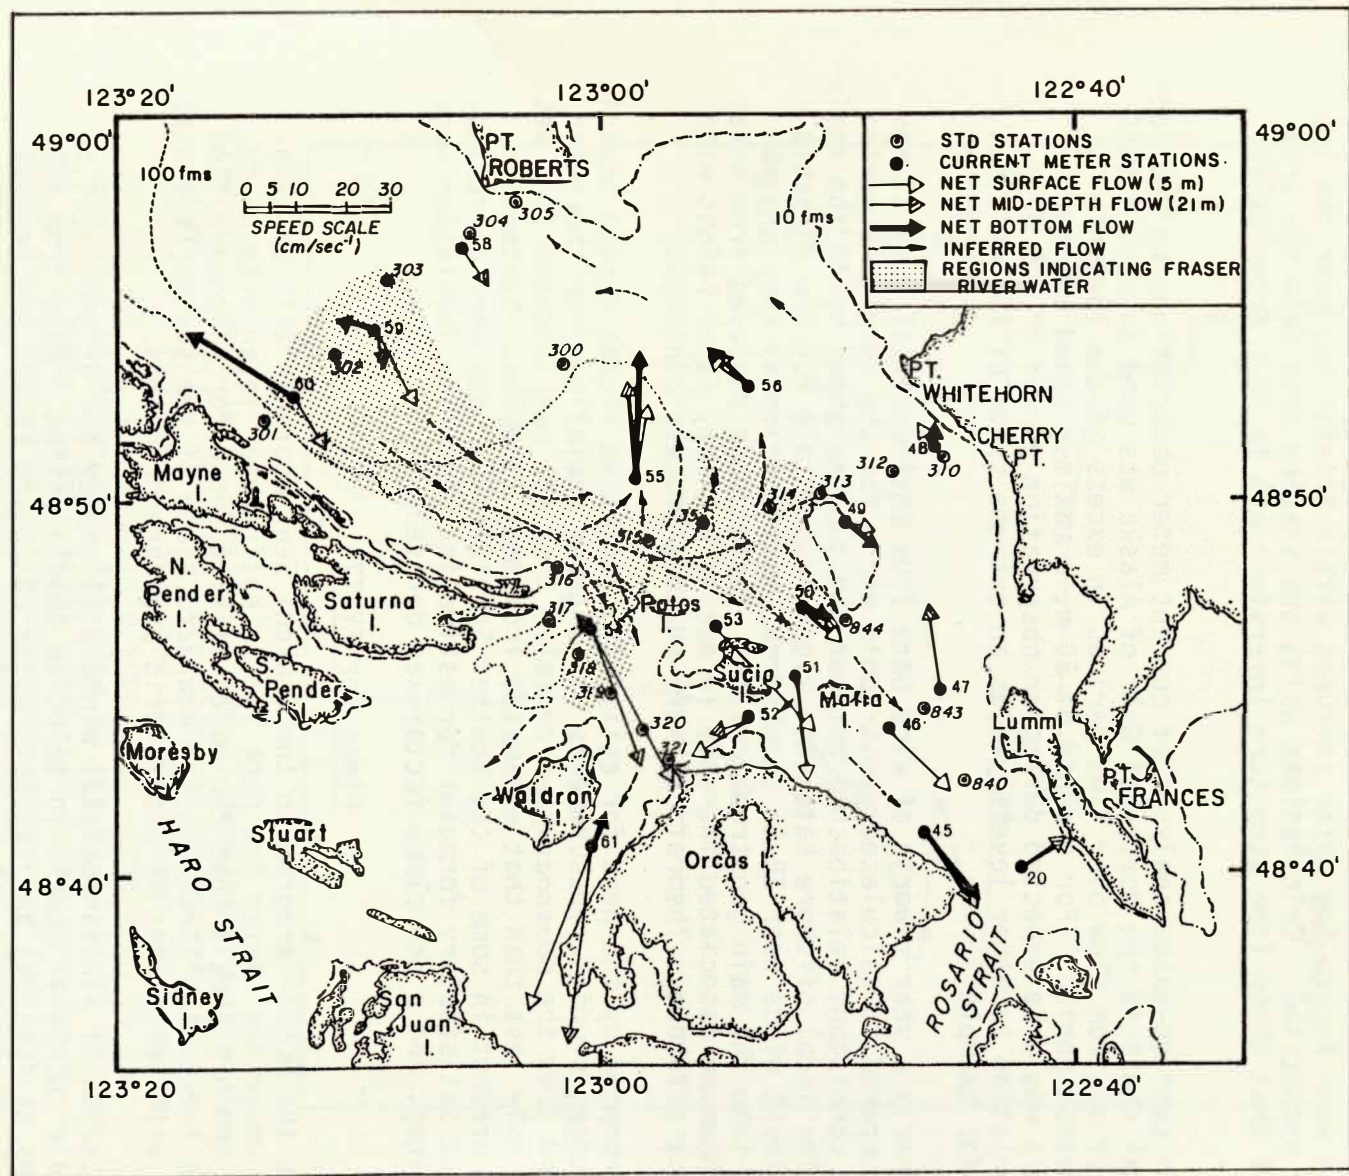 123°20'
123°00'
122°40'
49°00'
49°00'
STD STATIONS
CURRENT METER STATIONS.
NET SURFACE FLOW (5 m)
NET MID-DEPTH FLOW (21m)
NET BOTTOM FLOW
INFERRED FLOW
REGIONS INDICATING FRASER
RIVER WATER
PT.
ROBERTS
100 fms
10 fms
0 5 10 20 30
SPEED SCALE
(cm/sec⁻¹)
305
304
58
303
59
302
300
56
60
301
PT.
WHITEHORN
CHERRY
PT.
48
310
312
313
314
49
55
Mayne
I.
48°50'
48°50'
315
316
317
N.
Pender
I.
Saturna
I.
Patos
I.
50
844
53
54
318
319
S.
Pender
I.
Sucia
I.
51
52
Matia
I.
47
843
46
320
321
Lummi
I.
840
Moresby
I.
Waldron
I.
PT.
FRANCES
Stuart
I.
61
Orcas I.
45
20
48°40'
48°40'
HARO
STRAIT
ROSARIO
STRAIT
Sidney
I.
San
Juan
I.
123°20'
123°00'
122°40'